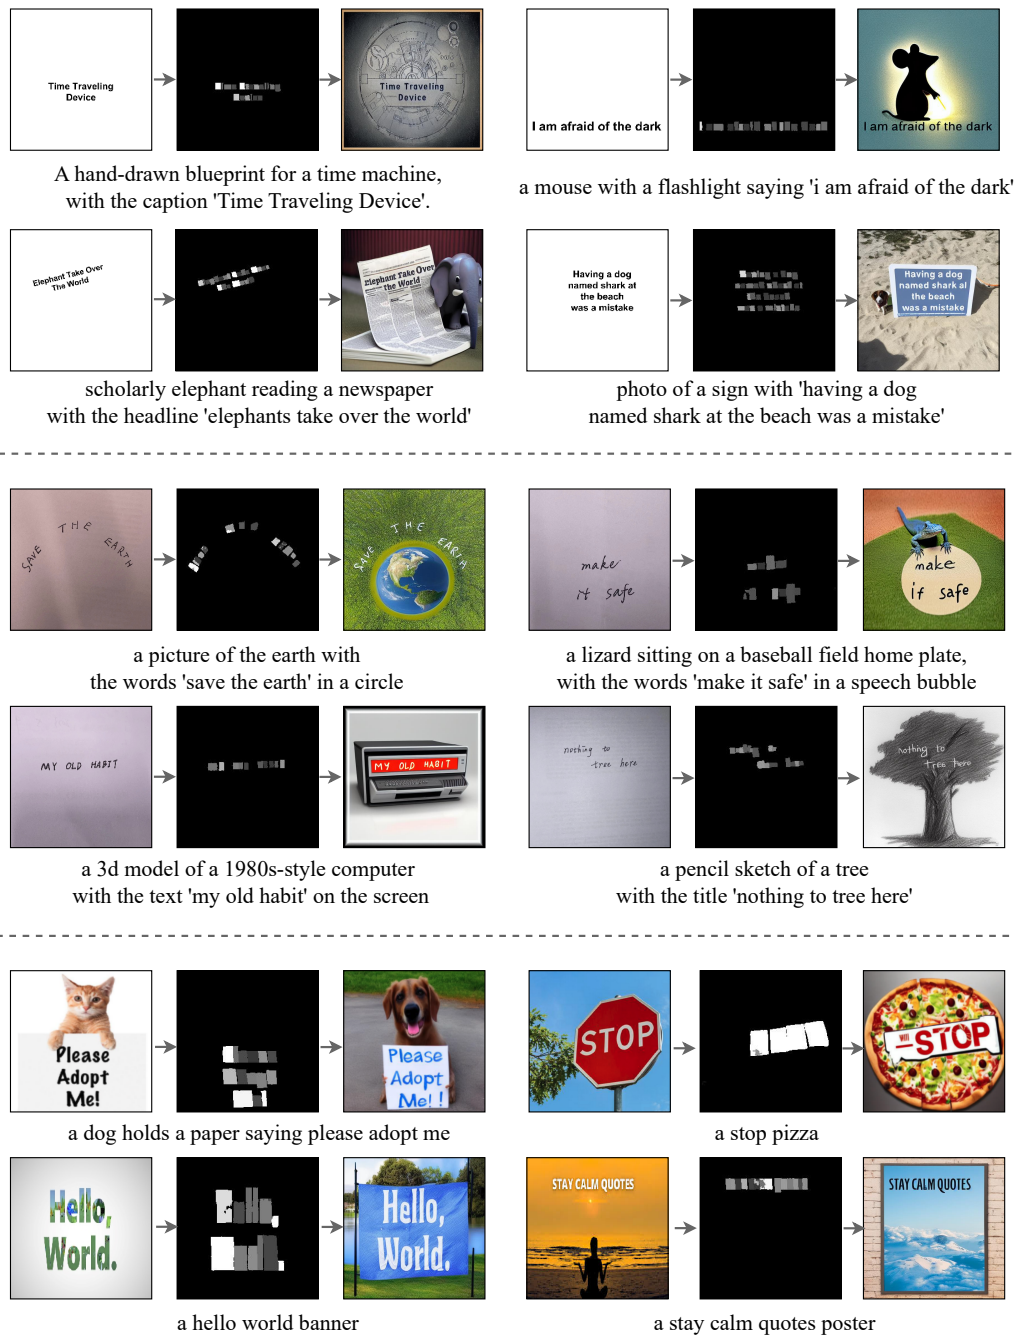 Time Traveling
Device
Time Traveling
Device
A hand-drawn blueprint for a time machine,
with the caption 'Time Traveling Device'.
I am afraid of the dark
I am afraid of the dark
a mouse with a flashlight saying 'i am afraid of the dark'
Elephant Take Over
The World
Elephant Take Over
the World
scholarly elephant reading a newspaper
with the headline 'elephants take over the world'
Having a dog
named shark at
the beach
was a mistake
Having a dog
named shark al
the beach
was a mistake
photo of a sign with 'having a dog
named shark at the beach was a mistake'
SAVE THE EARTH
SAVE THE EARTH
a picture of the earth with
the words 'save the earth' in a circle
make
it safe
make
if safe
a lizard sitting on a baseball field home plate,
with the words 'make it safe' in a speech bubble
MY OLD HABIT
MY OLD HABIT
a 3d model of a 1980s-style computer
with the text 'my old habit' on the screen
nothing to
tree here
nothing to
tree here
a pencil sketch of a tree
with the title 'nothing to tree here'
Please
Adopt
Me!
Please
Adopt
Me!!
a dog holds a paper saying please adopt me
STOP
STOP
a stop pizza
Hello,
World.
Hello,
World.
a hello world banner
STAY CALM QUOTES
STAY CALM QUOTES
a stay calm quotes poster